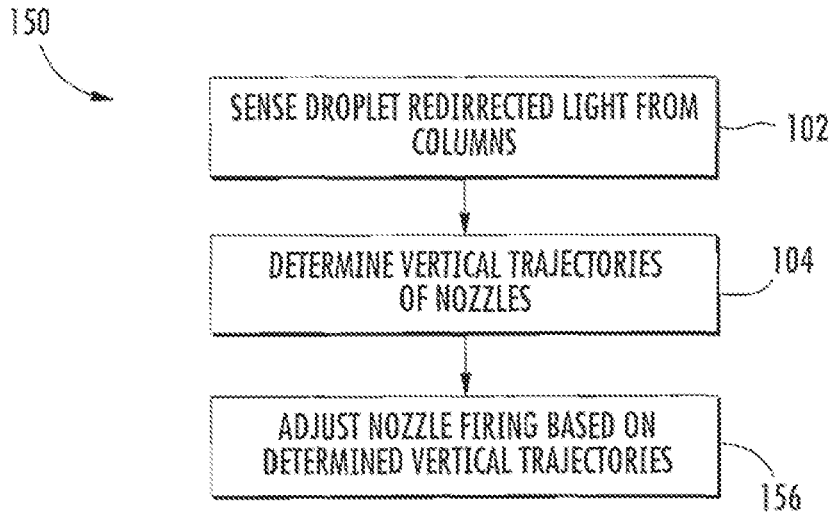 150
SENSE DROPLET REDIRRECTED LIGHT FROM
COLUMNS
102
DETERMINE VERTICAL TRAJECTORIES
OF NOZZLES
104
ADJUST NOZZLE FIRING BASED ON
DETERMINED VERTICAL TRAJECTORIES
156